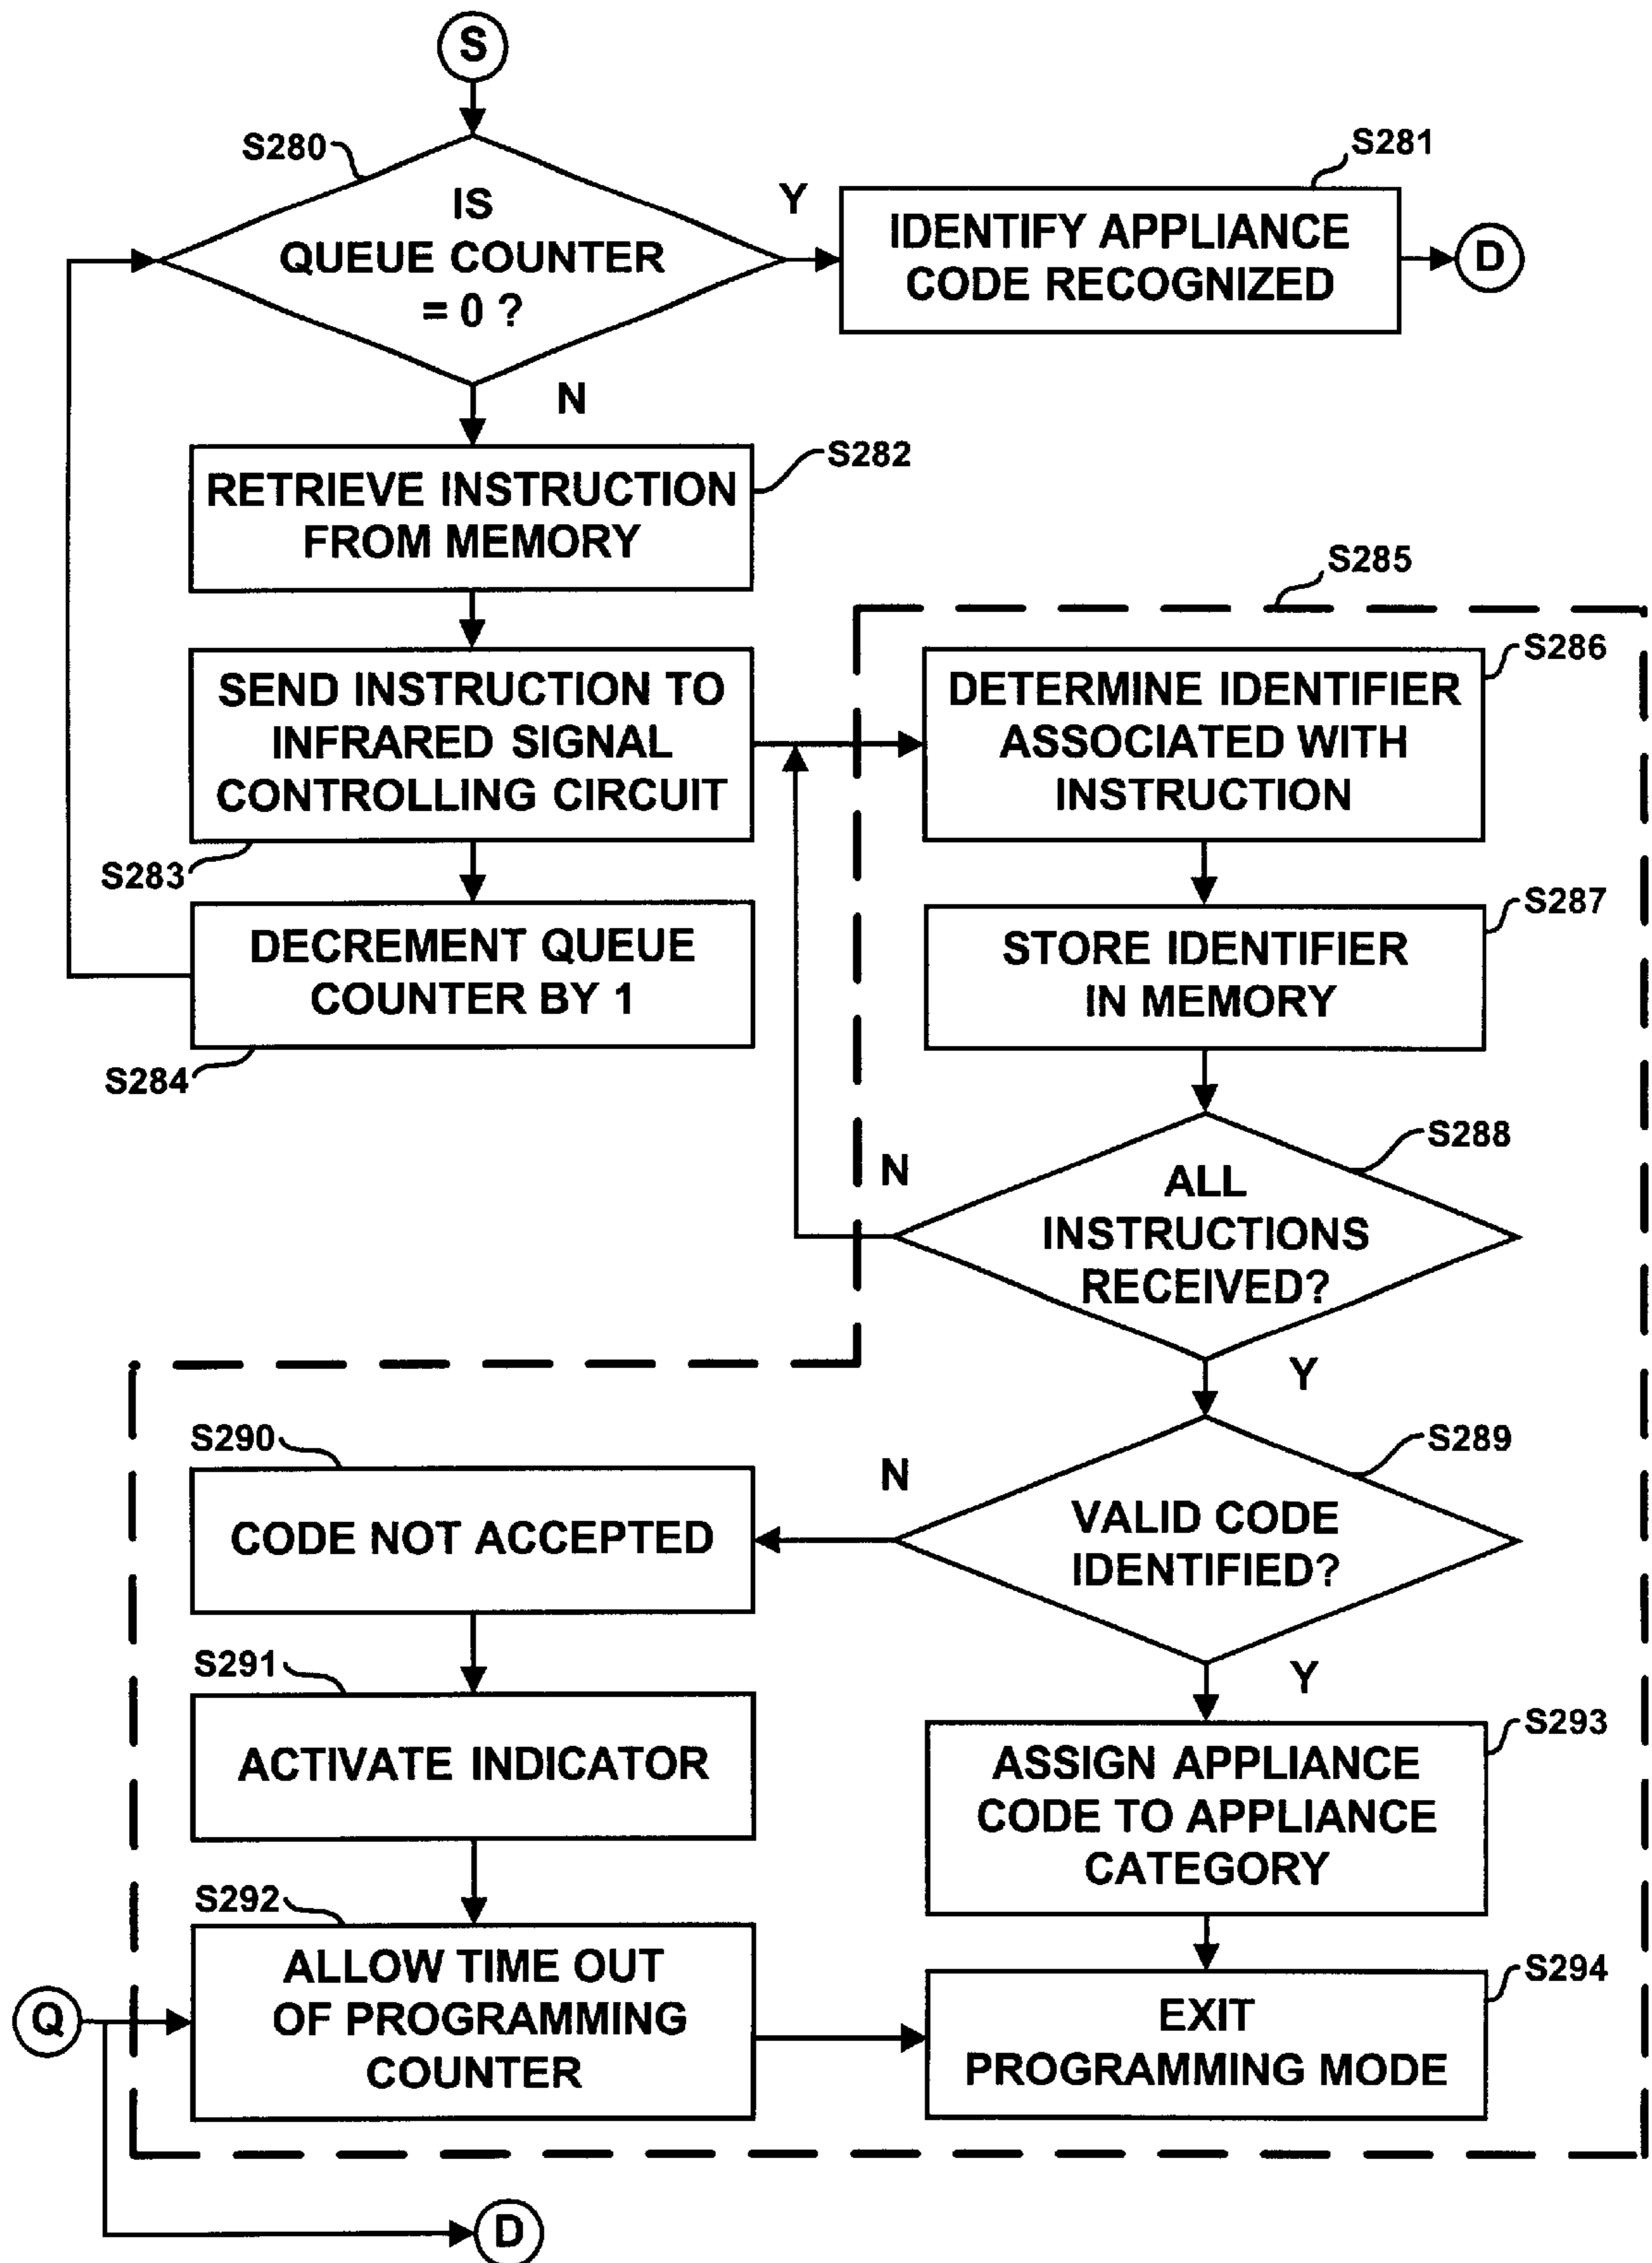 S
S280
IS
QUEUE COUNTER
= 0 ?
Y
S281
IDENTIFY APPLIANCE
CODE RECOGNIZED
D
N
S282
RETRIEVE INSTRUCTION
FROM MEMORY
S283
SEND INSTRUCTION TO
INFRARED SIGNAL
CONTROLLING CIRCUIT
S284
DECREMENT QUEUE
COUNTER BY 1
S285
S286
DETERMINE IDENTIFIER
ASSOCIATED WITH
INSTRUCTION
S287
STORE IDENTIFIER
IN MEMORY
S288
N
ALL
INSTRUCTIONS
RECEIVED?
Y
S289
N
VALID CODE
IDENTIFIED?
Y
S290
CODE NOT ACCEPTED
S291
ACTIVATE INDICATOR
S292
ALLOW TIME OUT
OF PROGRAMMING
COUNTER
S293
ASSIGN APPLIANCE
CODE TO APPLIANCE
CATEGORY
S294
EXIT
PROGRAMMING MODE
Q
D